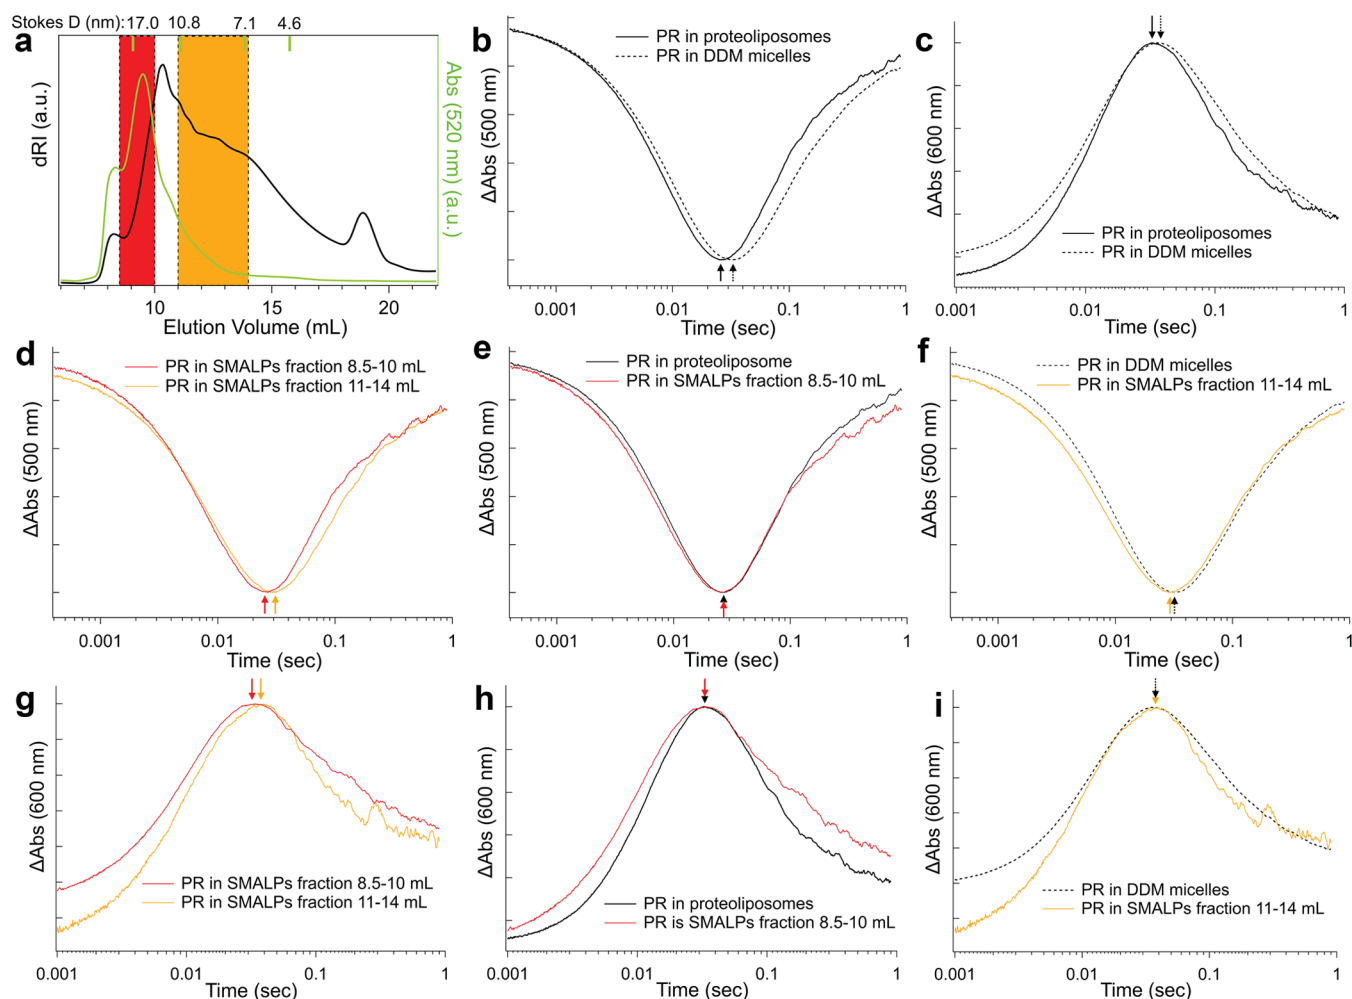 Stokes D (nm): 17.0 10.8 7.1 4.6
a
dRI (a.u.)
Abs (520 nm) (a.u.)
10 15 20
Elution Volume (mL)
b
PR in proteoliposomes
PR in DDM micelles
ΔAbs (500 nm)
0.001 0.01 0.1 1
Time (sec)
c
ΔAbs (600 nm)
PR in proteoliposomes
PR in DDM micelles
0.001 0.01 0.1 1
Time (sec)
d
PR in SMALPs fraction 8.5-10 mL
PR in SMALPs fraction 11-14 mL
ΔAbs (500 nm)
0.001 0.01 0.1 1
Time (sec)
e
PR in proteoliposome
PR in SMALPs fraction 8.5-10 mL
ΔAbs (500 nm)
0.001 0.01 0.1 1
Time (sec)
f
PR in DDM micelles
PR in SMALPs fraction 11-14 mL
ΔAbs (500 nm)
0.001 0.01 0.1 1
Time (sec)
g
ΔAbs (600 nm)
PR in SMALPs fraction 8.5-10 mL
PR in SMALPs fraction 11-14 mL
0.001 0.01 0.1 1
Time (sec)
h
ΔAbs (600 nm)
PR in proteoliposomes
PR is SMALPs fraction 8.5-10 mL
0.001 0.01 0.1 1
Time (sec)
i
ΔAbs (600 nm)
PR in DDM micelles
PR in SMALPs fraction 11-14 mL
0.001 0.01 0.1 1
Time (sec)